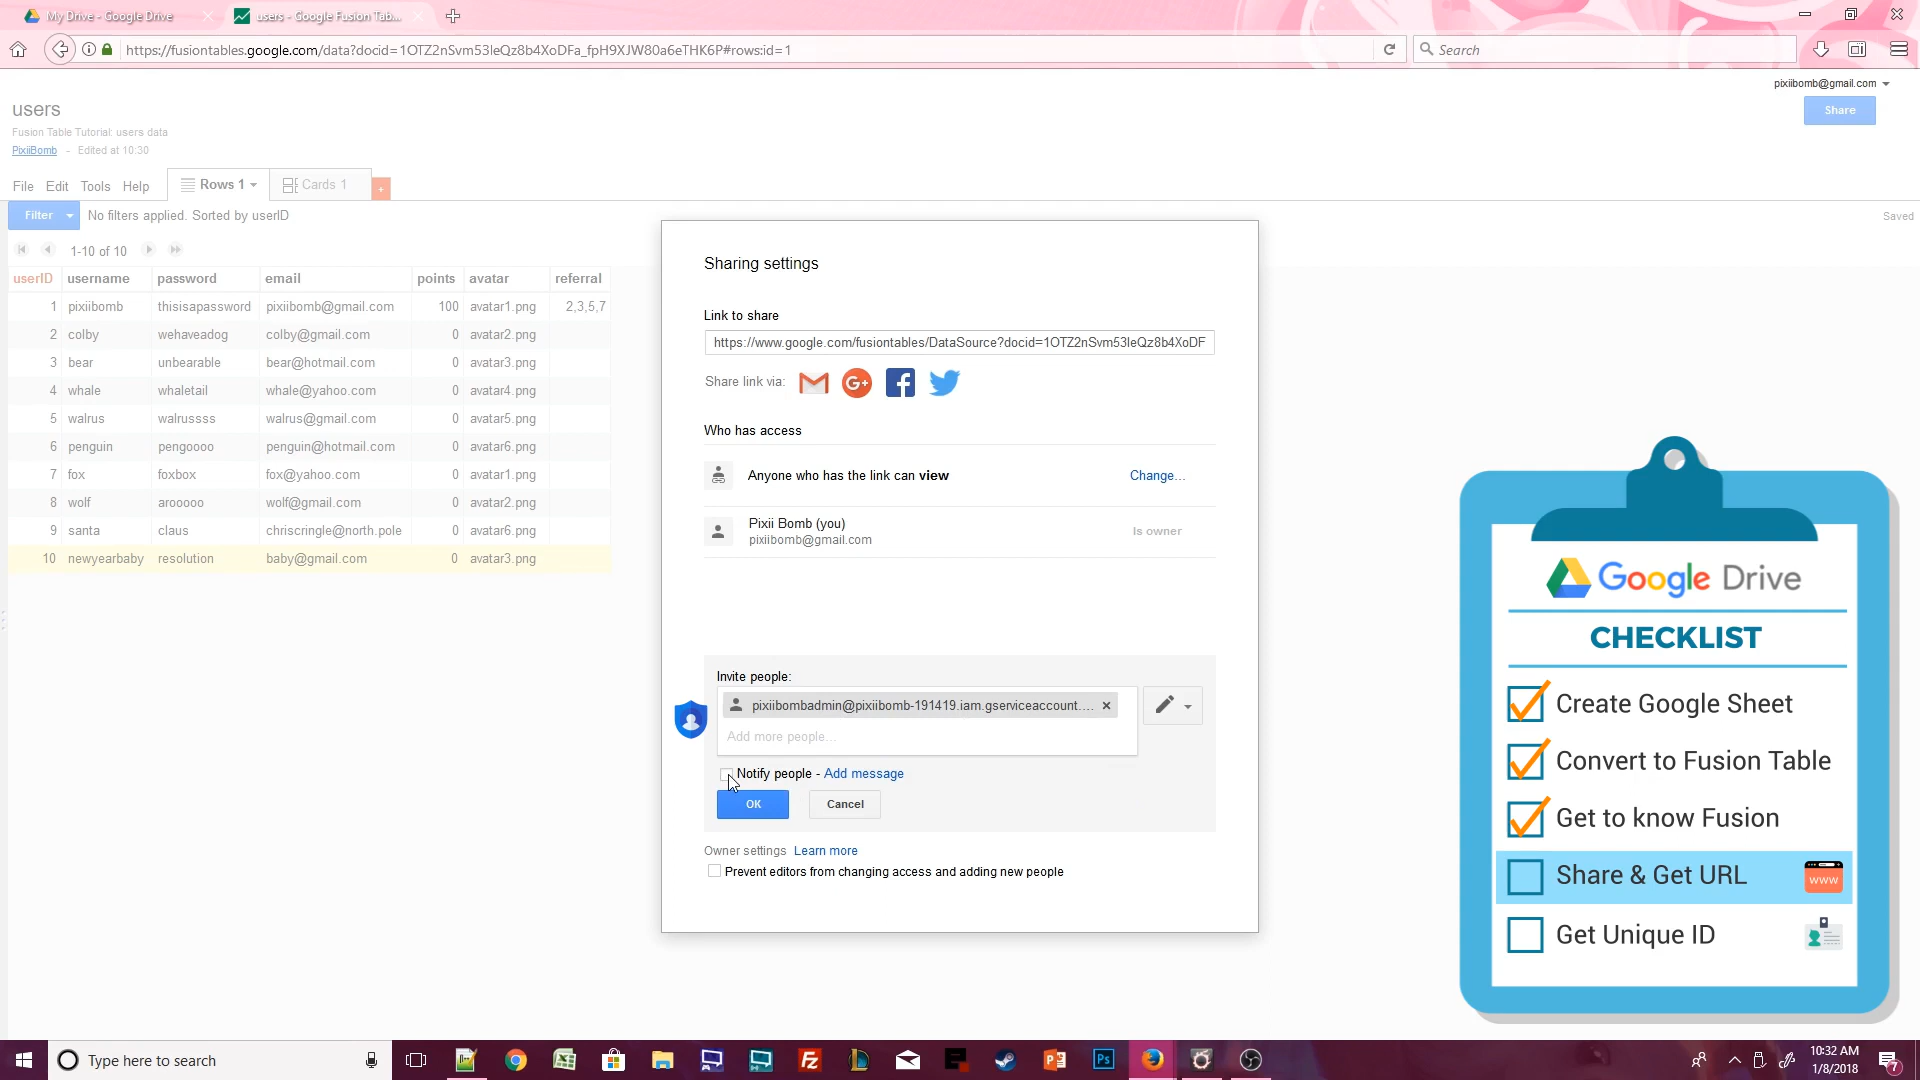 My Drive - Google Drive
users - Google Fusion Tab...
https://fusiontables.google.com/data?docid=1OTZ2nSvm53leQz8b4XoDFa_fpH9XJW80a6eTHK6P#rows:id=1
Search
pixiibomb@gmail.com
users
Share
Fusion Table Tutorial: users data
PixiiBomb - Edited at 10:30
File Edit Tools Help
Rows 1
Cards 1
+
Filter
No filters applied. Sorted by userID
Saved
1-10 of 10
userID username password email points avatar referral
1 pixiibomb thisisapassword pixiibomb@gmail.com 100 avatar1.png 2,3,5,7
2 colby wehaveadog colby@gmail.com 0 avatar2.png
3 bear unbearable bear@hotmail.com 0 avatar3.png
4 whale whaletail whale@yahoo.com 0 avatar4.png
5 walrus walrussss walrus@gmail.com 0 avatar5.png
6 penguin pengoooo penguin@hotmail.com 0 avatar6.png
7 fox foxbox fox@yahoo.com 0 avatar1.png
8 wolf arooooo wolf@gmail.com 0 avatar2.png
9 santa claus chriscringle@north.pole 0 avatar6.png
10 newyearbaby resolution baby@gmail.com 0 avatar3.png
Sharing settings
Link to share
https://www.google.com/fusiontables/DataSource?docid=1OTZ2nSvm53leQz8b4XoDF
Share link via:
Who has access
Anyone who has the link can view
Change...
Pixii Bomb (you)
pixiibomb@gmail.com
Is owner
Invite people:
pixiibombadmin@pixiibomb-191419.iam.gserviceaccount....
Add more people...
Notify people - Add message
OK
Cancel
Owner settings Learn more
Prevent editors from changing access and adding new people
Google Drive
CHECKLIST
Create Google Sheet
Convert to Fusion Table
Get to know Fusion
Share & Get URL
www
Get Unique ID
Type here to search
10:32 AM
1/8/2018
7